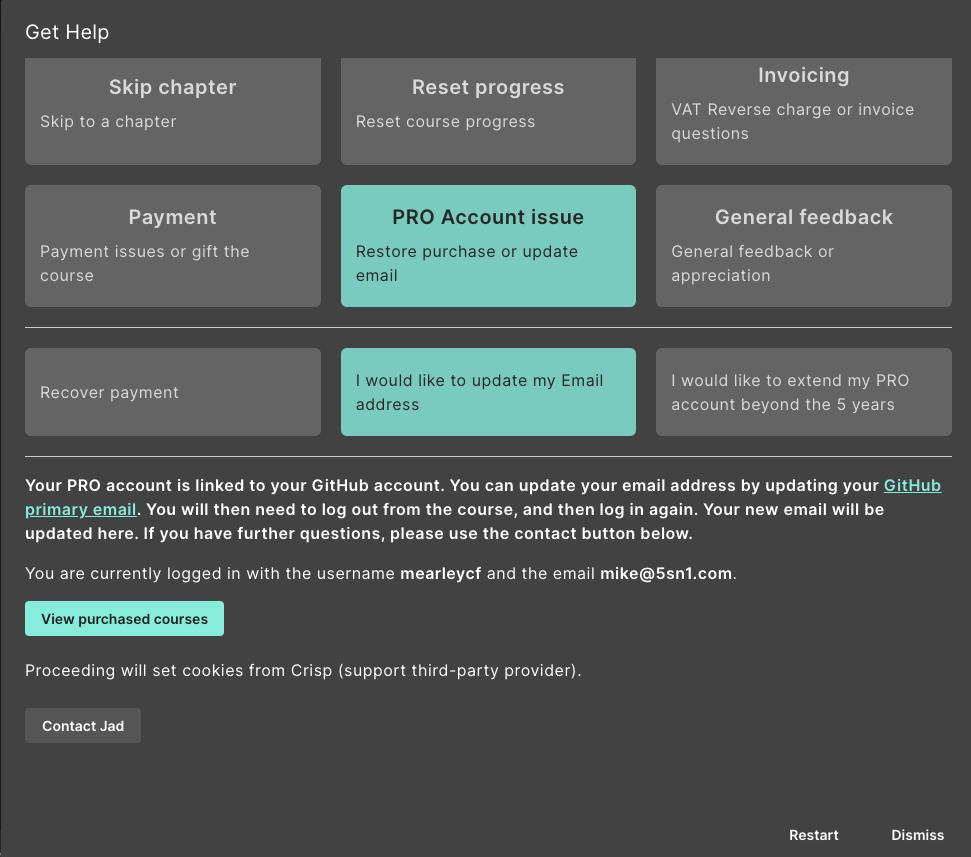 Get Help
Skip chapter
Skip to a chapter
Reset progress
Reset course progress
Invoicing
VAT Reverse charge or invoice
questions
Payment
Payment issues or gift the
course
PRO Account issue
Restore purchase or update
email
General feedback
General feedback or
appreciation
Recover payment
I would like to update my Email
address
I would like to extend my PRO
account beyond the 5 years
Your PRO account is linked to your GitHub account. You can update your email address by updating your GitHub
primary email. You will then need to log out from the course, and then log in again. Your new email will be
updated here. If you have further questions, please use the contact button below.
You are currently logged in with the username mearleycf and the email mike@5sn1.com.
View purchased courses
Proceeding will set cookies from Crisp (support third-party provider).
Contact Jad
Restart
Dismiss